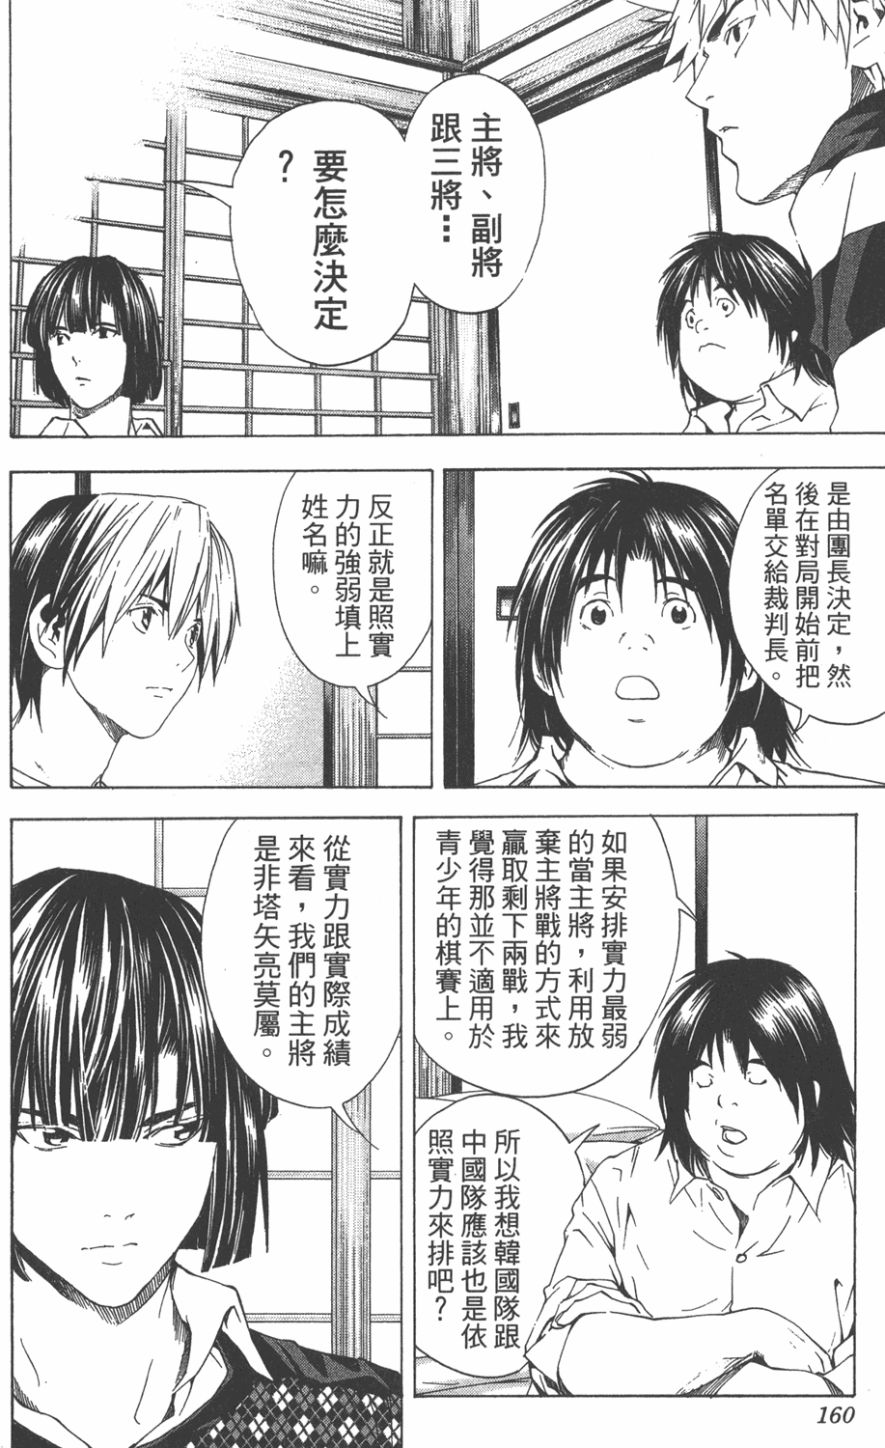 主將、副將
跟三將…
要怎麼決定
？
是由團長決定，然
後在對局開始前把
名單交給裁判長。
反正就是照實
力的強弱填上
姓名嘛。
如果安排實力最弱
的當主將，利用放
棄主將戰的方式來
贏取剩下兩戰，我
覺得那並不適用於
青少年的棋賽上。
所以我想韓國隊跟
中國隊應該也是依
照實力來排吧？
從實力跟實際成績
來看，我們的主將
是非塔矢亮莫屬。
160